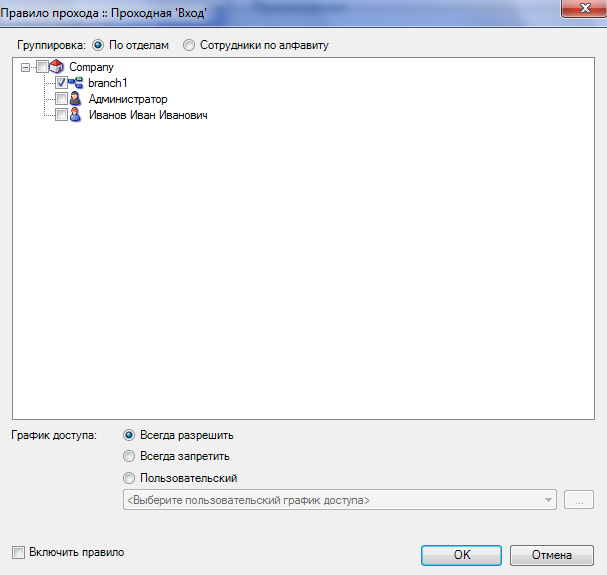 Правило прохода :: Проходная 'Вход'
Группировка: По отделам Сотрудники по алфавиту
Company
branch1
Администратор
Иванов Иван Иванович
График доступа: Всегда разрешить
Всегда запретить
Пользовательский
<Выберите пользовательский график доступа> ...
Включить правило OK Отмена